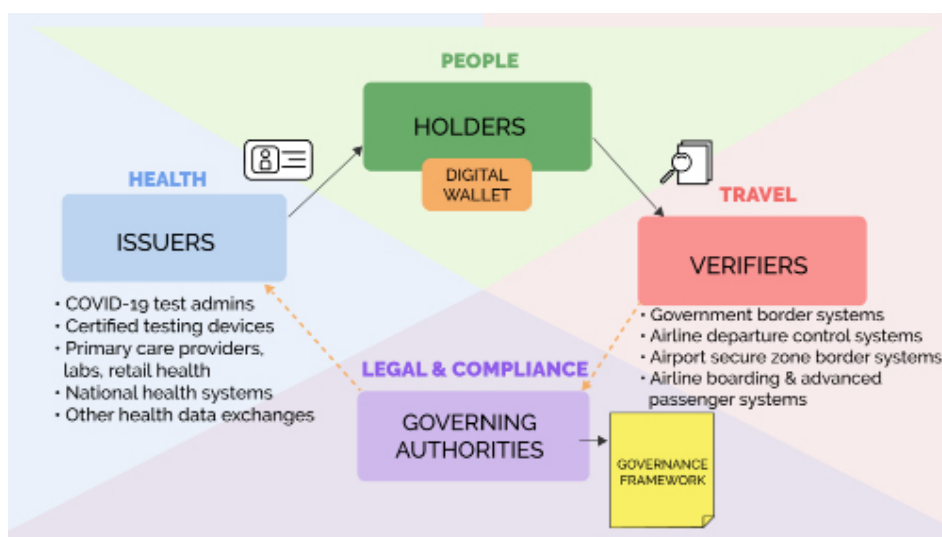 PEOPLE
HOLDERS
DIGITAL
WALLET
HEALTH
ISSUERS
• COVID-19 test admins
• Certified testing devices
• Primary care providers,
labs, retail health
• National health systems
• Other health data exchanges
TRAVEL
VERIFIERS
• Government border systems
• Airline departure control systems
• Airport secure zone border systems
• Airline boarding & advanced
passenger systems
LEGAL & COMPLIANCE
GOVERNING
AUTHORITIES
GOVERNANCE
FRAMEWORK